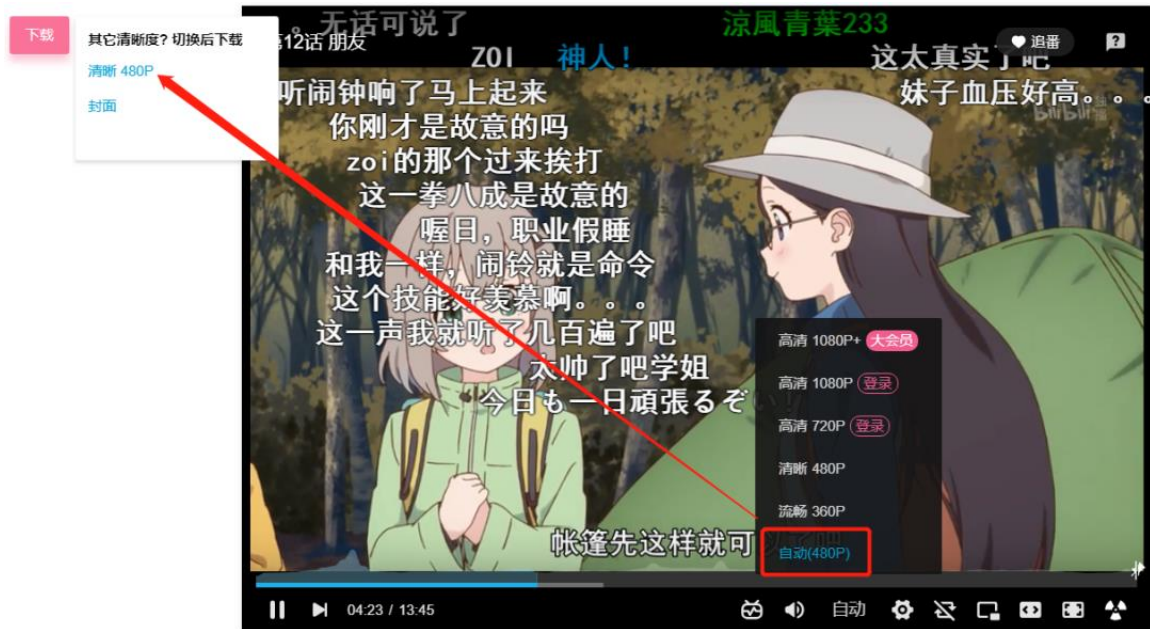 下载
其它清晰度? 切换后下载
清晰 480P
封面
第12话 朋友
。无话可说了
涼風青葉233
追番
ZOI
神人！
这太真实了吧
听闹钟响了马上起来
妹子血压好高。。。
bilibili
你刚才是故意的吗
zoi的那个过来挨打
这一拳八成是故意的
喔日，职业假睡
和我一样，闹铃就是命令
这个技能好羡慕啊。。。
这一声我就听了几百遍了吧
太帅了吧学姐
今日も一日頑張るぞい！
高清 1080P+ 大会员
高清 1080P 登录
高清 720P 登录
清晰 480P
流畅 360P
自动(480P)
帐篷先这样就可
了吧
04:23 / 13:45
自动